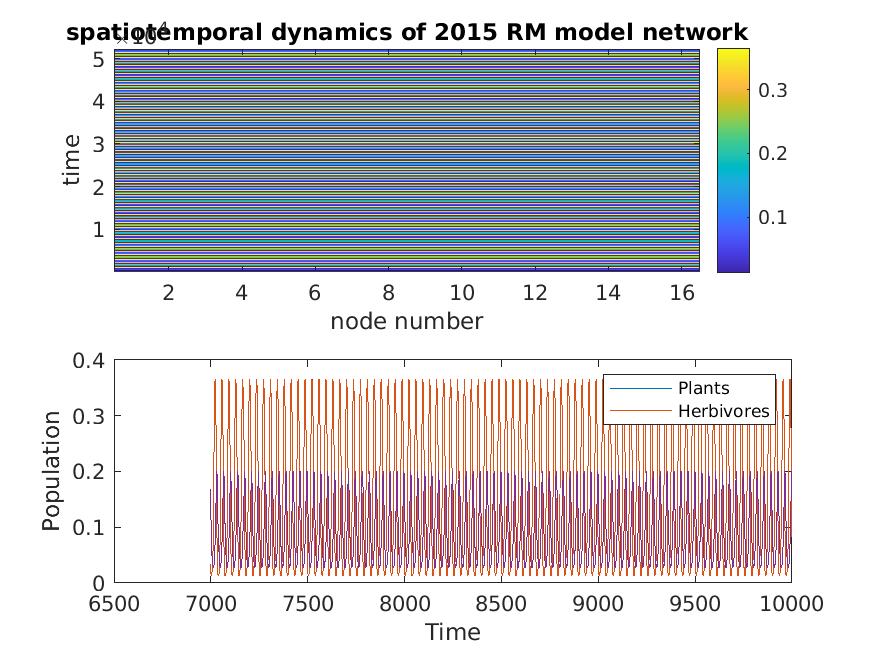 spatiotemporal dynamics of 2015 RM model network
×10⁴
5
4
3
2
1
time
2 4 6 8 10 12 14 16
node number
0.3
0.2
0.1
0.4
0.3
0.2
0.1
0
Population
Plants
Herbivores
6500 7000 7500 8000 8500 9000 9500 10000
Time